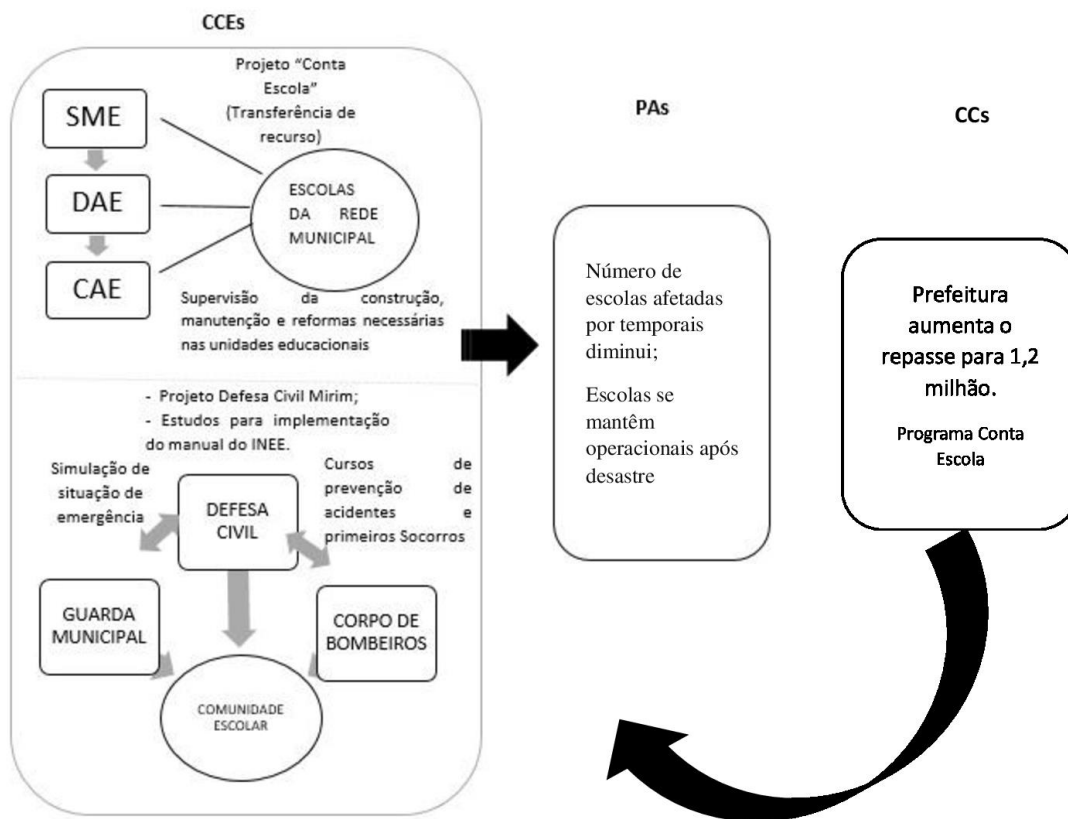 CCEs
Projeto “Conta
Escola”
(Transferência de
recurso)
SME
DAE
CAE
ESCOLAS
DA REDE
MUNICIPAL
Supervisão da construção,
manutenção e reformas necessárias
nas unidades educacionais
- Projeto Defesa Civil Mirim;
- Estudos para implementação
do manual do INEE.
Simulação de
situação de
emergência
DEFESA
CIVIL
Cursos de
prevenção de
acidentes e
primeiros Socorros
GUARDA
MUNICIPAL
CORPO DE
BOMBEIROS
COMUNIDADE
ESCOLAR
PAs
Número de
escolas afetadas
por temporais
diminui;
Escolas se
mantêm
operacionais após
desastre
CCs
Prefeitura
aumenta o
repasse para 1,2
milhão.
Programa Conta
Escola